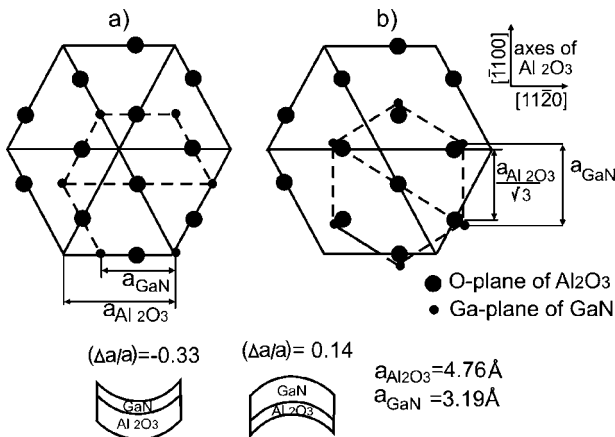 a)
b)
[1̄100]
axes of
Al 2O3
[112̄0]
aAl 2O3
√3
aGaN
aGaN
aAl 2O3
O-plane of Al2O3
Ga-plane of GaN
(Δa/a)=-0.33
(Δa/a)= 0.14
aAl2O3=4.76Å
aGaN=3.19Å
GaN
Al 2O3
GaN
Al 2O3